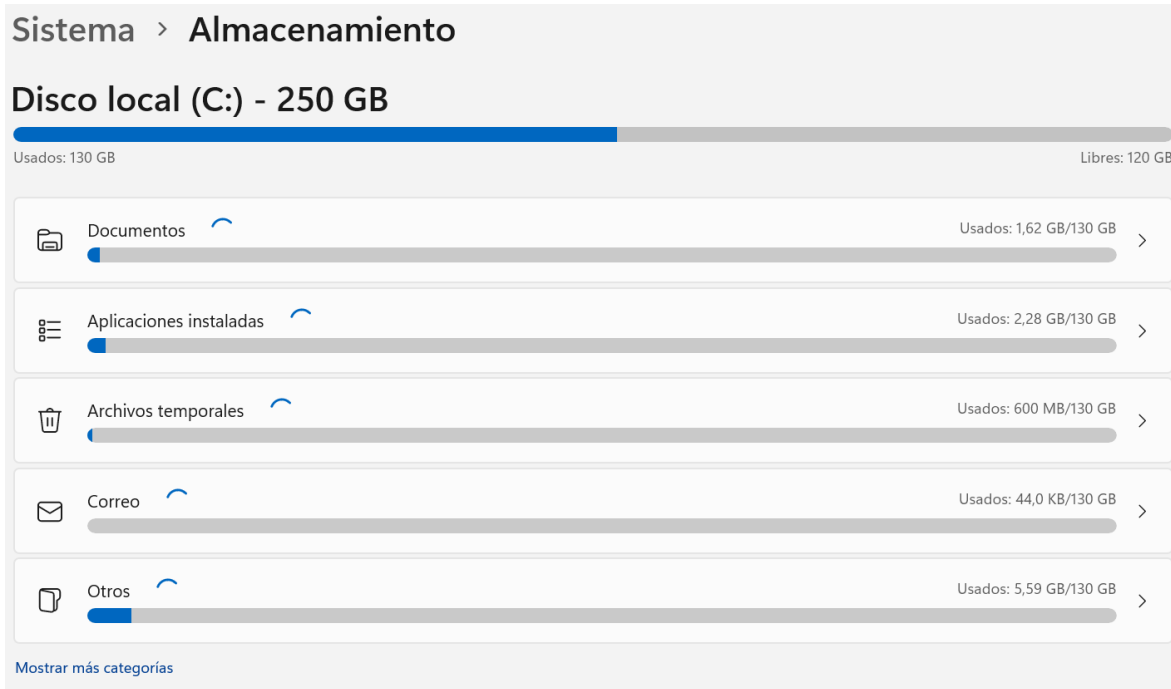 Sistema > Almacenamiento
Disco local (C:) - 250 GB
Usados: 130 GB Libres: 120 GB
Documentos Usados: 1,62 GB/130 GB
Aplicaciones instaladas Usados: 2,28 GB/130 GB
Archivos temporales Usados: 600 MB/130 GB
Correo Usados: 44,0 KB/130 GB
Otros Usados: 5,59 GB/130 GB
Mostrar más categorías